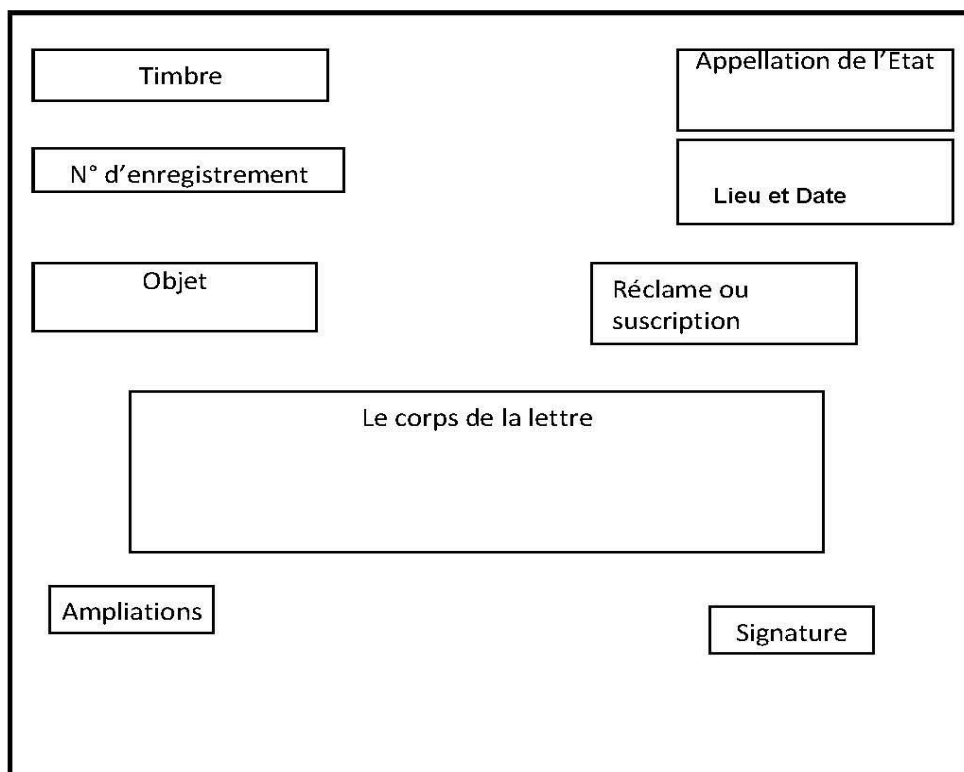 Timbre
Appellation de l'Etat
N° d'enregistrement
Lieu et Date
Objet
Réclame ou
suscription
Le corps de la lettre
Ampliations
Signature